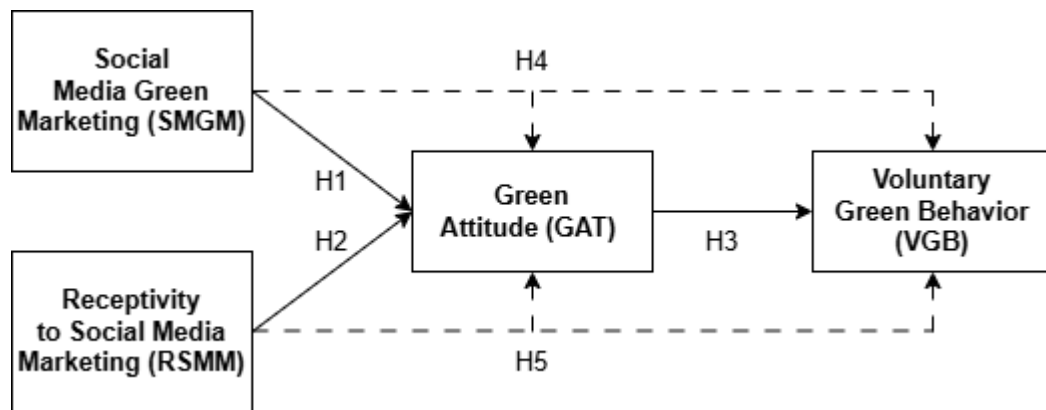 Social
Media Green
Marketing (SMGM)
H4
H1
Green
Attitude (GAT)
H3
Voluntary
Green Behavior
(VGB)
H2
Receptivity
to Social Media
Marketing (RSMM)
H5